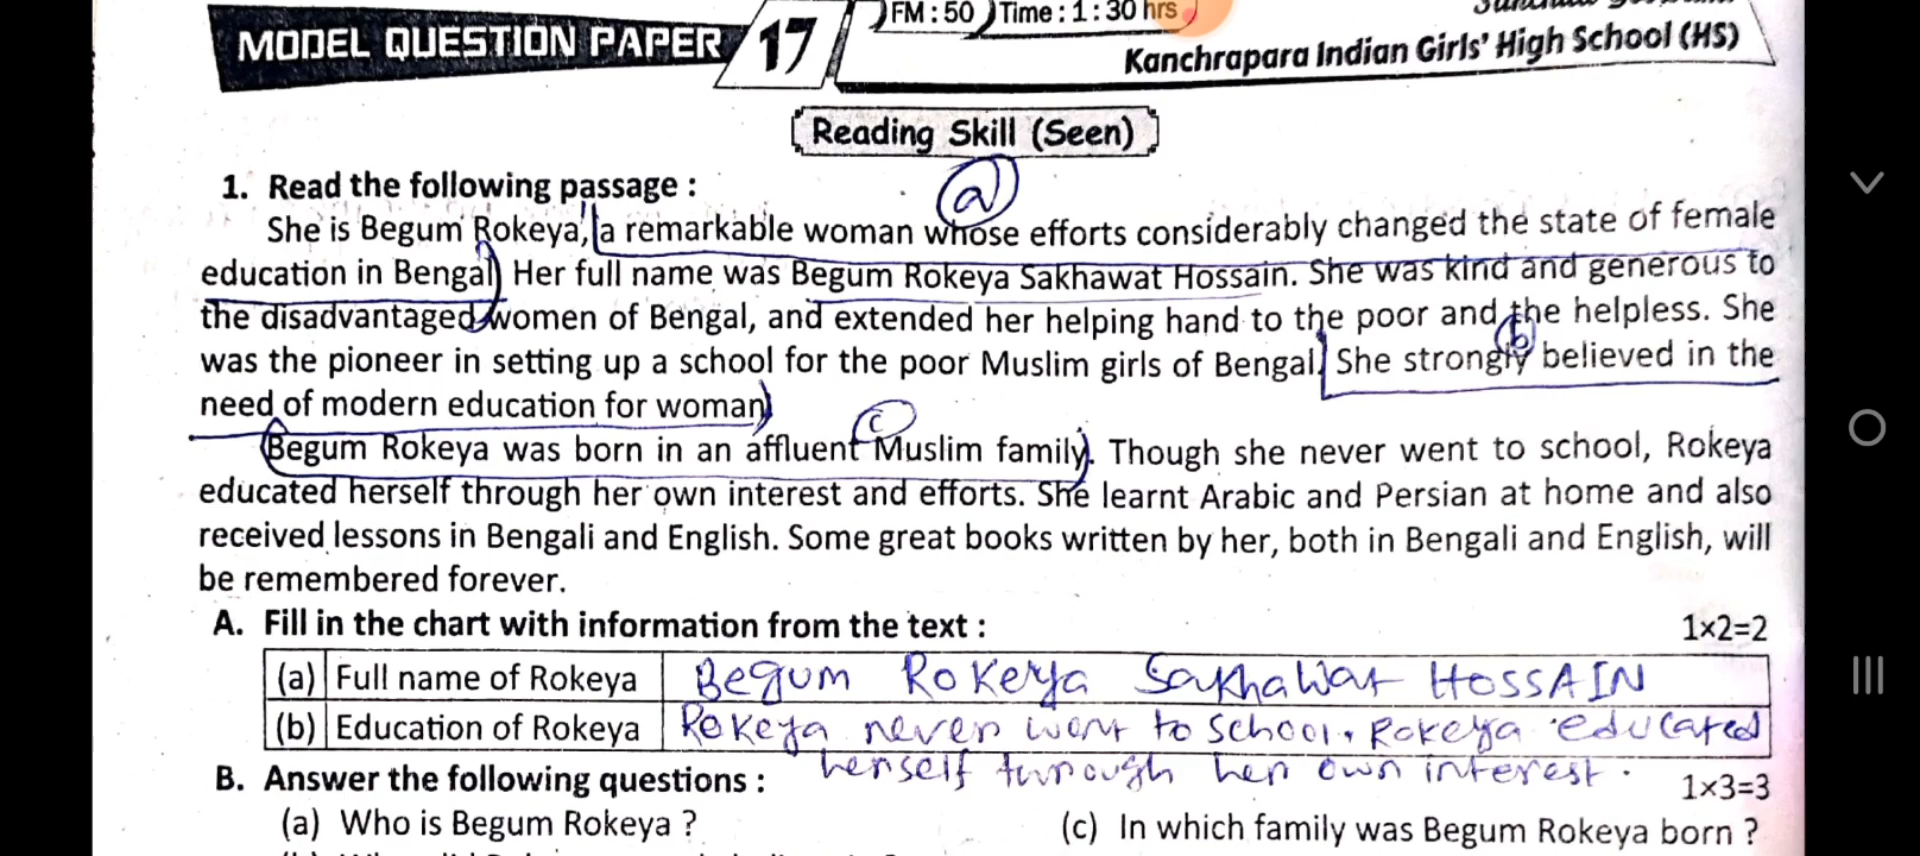 MODEL QUESTION PAPER 17
FM : 50 Time : 1 : 30 hrs
Kanchrapara Indian Girls' High School (HS)
Reading Skill (Seen)
1. Read the following passage :
(a)
She is Begum Rokeya, a remarkable woman whose efforts considerably changed the state of female
education in Bengal. Her full name was Begum Rokeya Sakhawat Hossain. She was kind and generous to
the disadvantaged women of Bengal, and extended her helping hand to the poor and the helpless. She
(b)
was the pioneer in setting up a school for the poor Muslim girls of Bengal. She strongly believed in the
need of modern education for woman.
(c)
Begum Rokeya was born in an affluent Muslim family. Though she never went to school, Rokeya
educated herself through her own interest and efforts. She learnt Arabic and Persian at home and also
received lessons in Bengali and English. Some great books written by her, both in Bengali and English, will
be remembered forever.
A. Fill in the chart with information from the text : 1×2=2
(a) Full name of Rokeya Begum Rokeya Sakhawat HOSSAIN
(b) Education of Rokeya Rokeya never went to school. Rokeya educated
herself through her own interest.
B. Answer the following questions : 1×3=3
(a) Who is Begum Rokeya ? (c) In which family was Begum Rokeya born ?